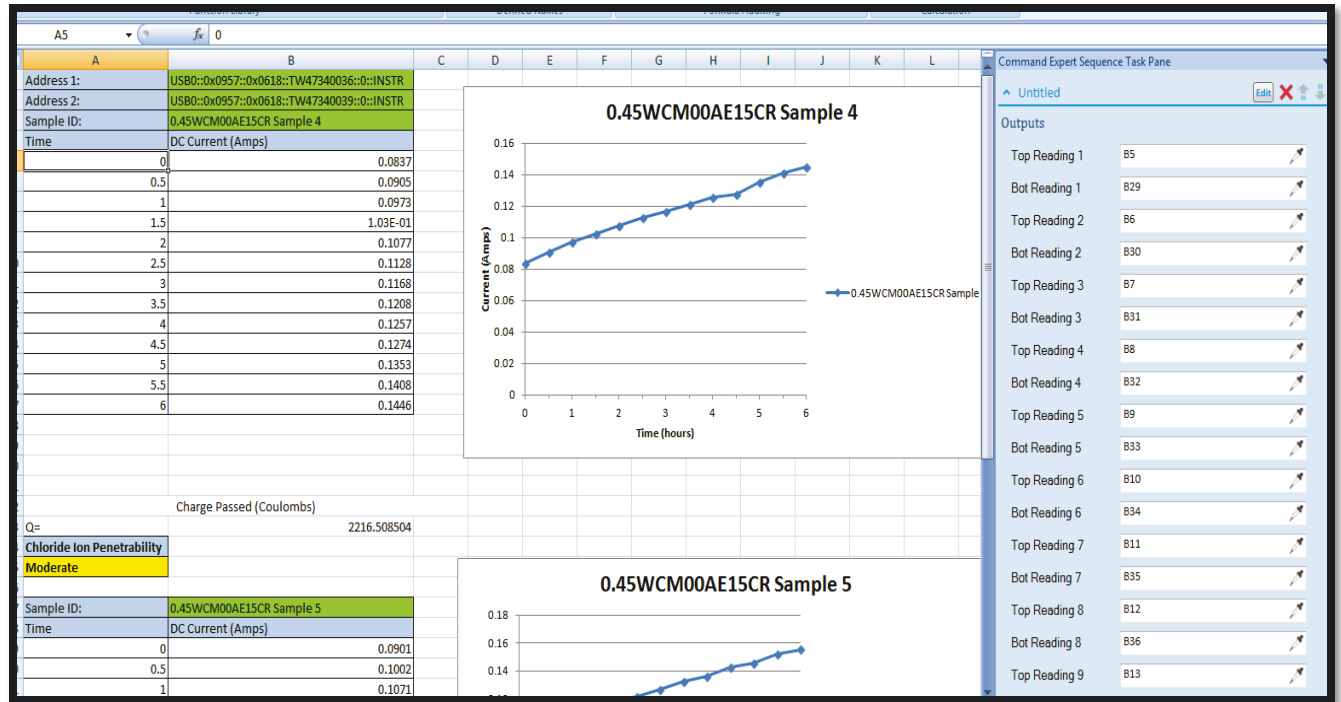 Function Library Defined Names Formula Auditing Calculation
A5 fx 0
A B C D E F G H I J K L
Address 1: USB0::0x0957::0x0618::TW4734036::0::INSTR
Address 2: USB0::0x0957::0x0618::TW47340039::0::INSTR
Sample ID: 0.45WCM00AE15CR Sample 4
Time DC Current (Amps)
0 0.0837
0.5 0.0905
1 0.0973
1.5 1.03E-01
2 0.1077
2.5 0.1128
3 0.1168
3.5 0.1208
4 0.1257
4.5 0.1274
5 0.1353
5.5 0.1408
6 0.1446
Charge Passed (Coulombs)
Q= 2216.508504
Chloride Ion Penetrability
Moderate
Sample ID: 0.45WCM00AE15CR Sample 5
Time DC Current (Amps)
0 0.0901
0.5 0.1002
1 0.1071
0.45WCM00AE15CR Sample 4
0.16
0.14
0.12
0.1
0.08
0.06
0.04
0.02
0
Current (Amps)
0 1 2 3 4 5 6
Time (hours)
0.45WCM00AE15CR Sample
0.45WCM00AE15CR Sample 5
0.18
0.16
0.14
Command Expert Sequence Task Pane
Untitled Edit
Outputs
Top Reading 1 B5
Bot Reading 1 B29
Top Reading 2 B6
Bot Reading 2 B30
Top Reading 3 B7
Bot Reading 3 B31
Top Reading 4 B8
Bot Reading 4 B32
Top Reading 5 B9
Bot Reading 5 B33
Top Reading 6 B10
Bot Reading 6 B34
Top Reading 7 B11
Bot Reading 7 B35
Top Reading 8 B12
Bot Reading 8 B36
Top Reading 9 B13